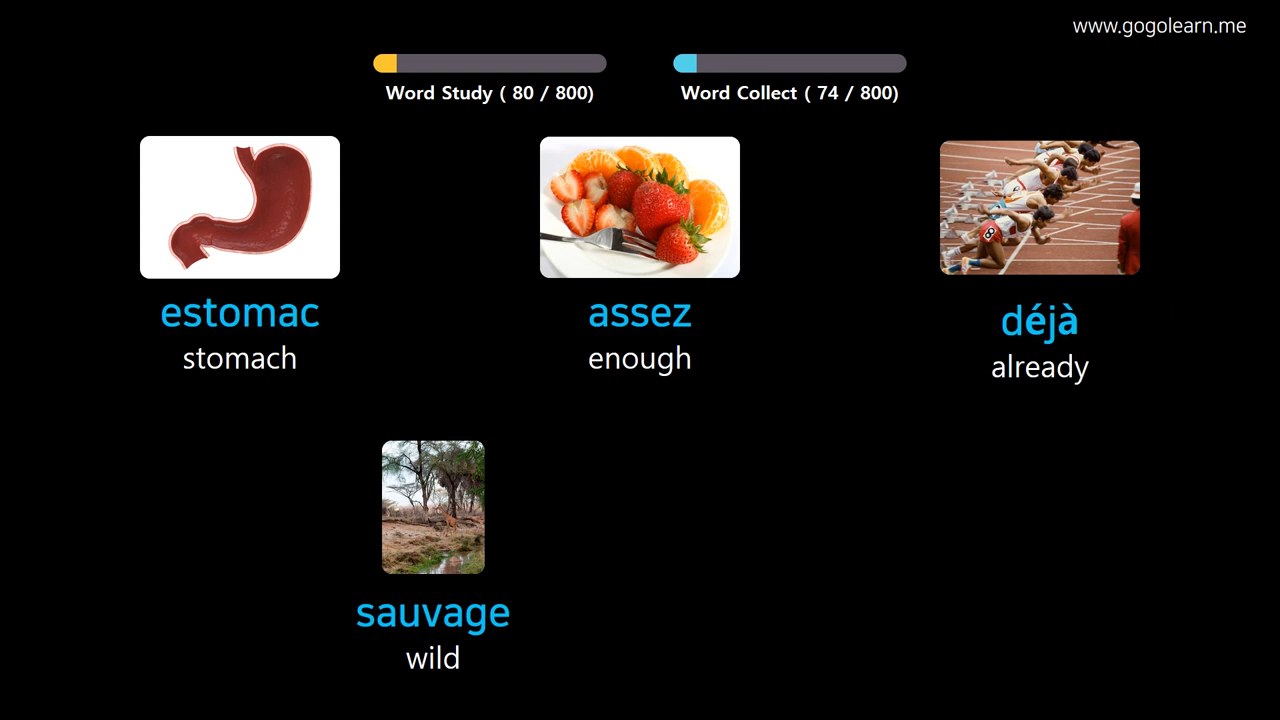 www.gogolearn.me
Word Study ( 80 / 800)
Word Collect ( 74 / 800)
estomac
stomach
assez
enough
déjà
already
sauvage
wild